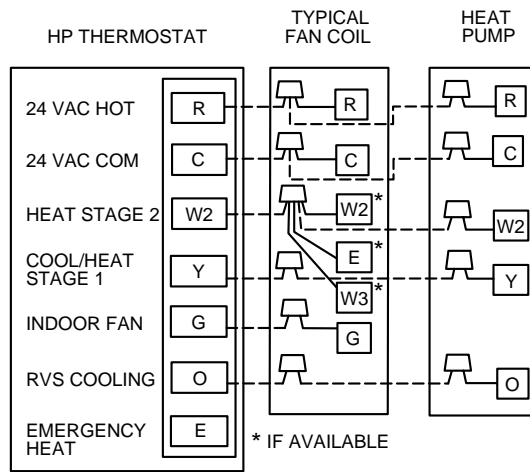 HP THERMOSTAT
TYPICAL
FAN COIL
HEAT
PUMP
24 VAC HOT R R R
24 VAC COM C C C
HEAT STAGE 2 W2 W2* W2
E*
COOL/HEAT
STAGE 1 Y W3* Y
INDOOR FAN G G
RVS COOLING O O
EMERGENCY
HEAT E
* IF AVAILABLE